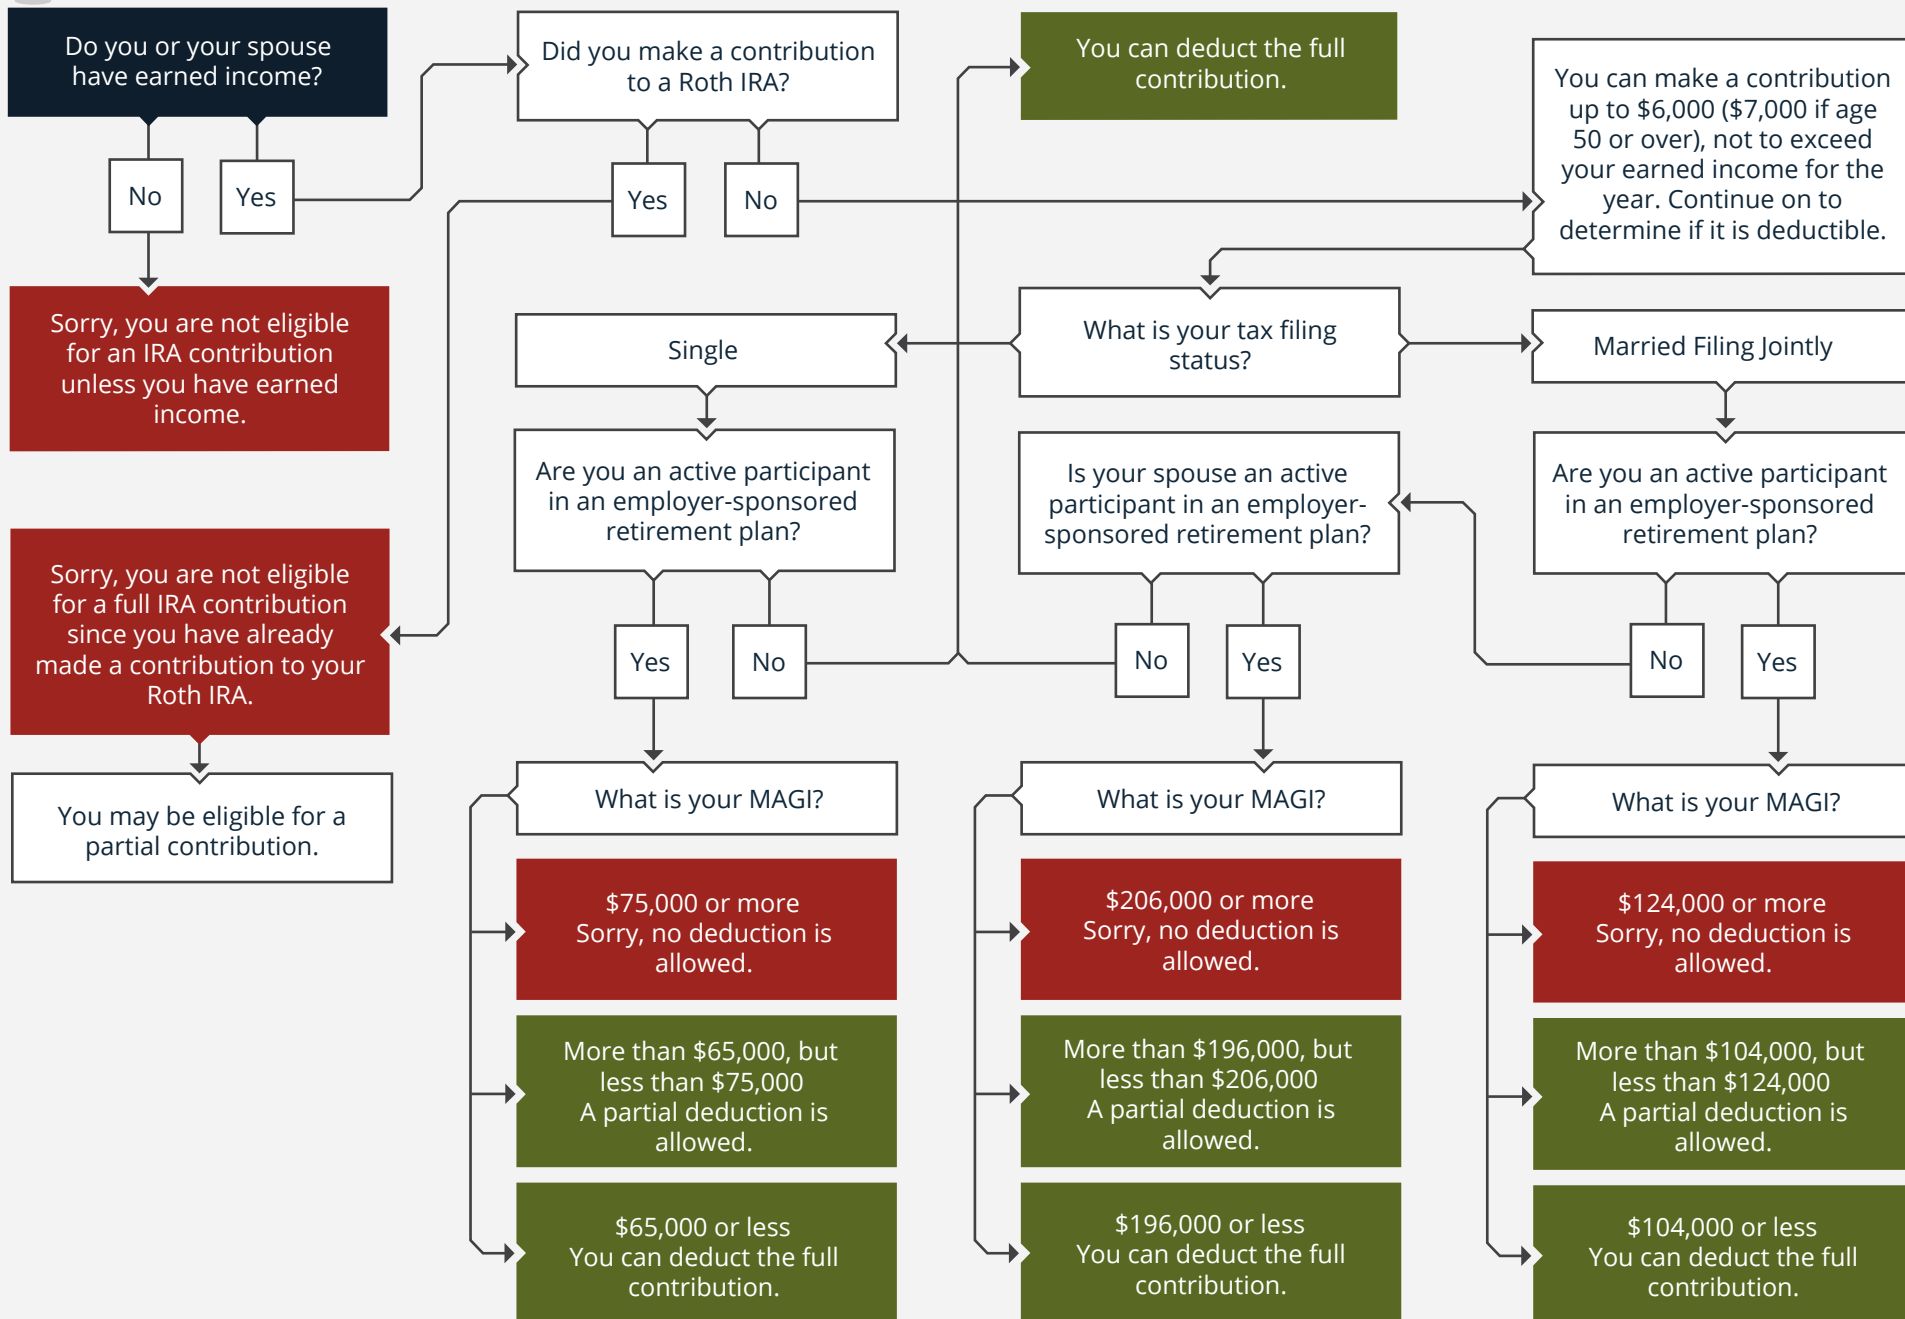 Do you or your spouse
have earned income?
No
Yes
Did you make a contribution
to a Roth IRA?
Yes
No
You can deduct the full
contribution.
You can make a contribution
up to $6,000 ($7,000 if age
50 or over), not to exceed
your earned income for the
year. Continue on to
determine if it is deductible.
Sorry, you are not eligible
for an IRA contribution
unless you have earned
income.
Single
What is your tax filing
status?
Married Filing Jointly
Are you an active participant
in an employer-sponsored
retirement plan?
Yes
No
Is your spouse an active
participant in an employer-
sponsored retirement plan?
No
Yes
Are you an active participant
in an employer-sponsored
retirement plan?
No
Yes
Sorry, you are not eligible
for a full IRA contribution
since you have already
made a contribution to your
Roth IRA.
You may be eligible for a
partial contribution.
What is your MAGI?
$75,000 or more
Sorry, no deduction is
allowed.
More than $65,000, but
less than $75,000
A partial deduction is
allowed.
$65,000 or less
You can deduct the full
contribution.
What is your MAGI?
$206,000 or more
Sorry, no deduction is
allowed.
More than $196,000, but
less than $206,000
A partial deduction is
allowed.
$196,000 or less
You can deduct the full
contribution.
What is your MAGI?
$124,000 or more
Sorry, no deduction is
allowed.
More than $104,000, but
less than $124,000
A partial deduction is
allowed.
$104,000 or less
You can deduct the full
contribution.